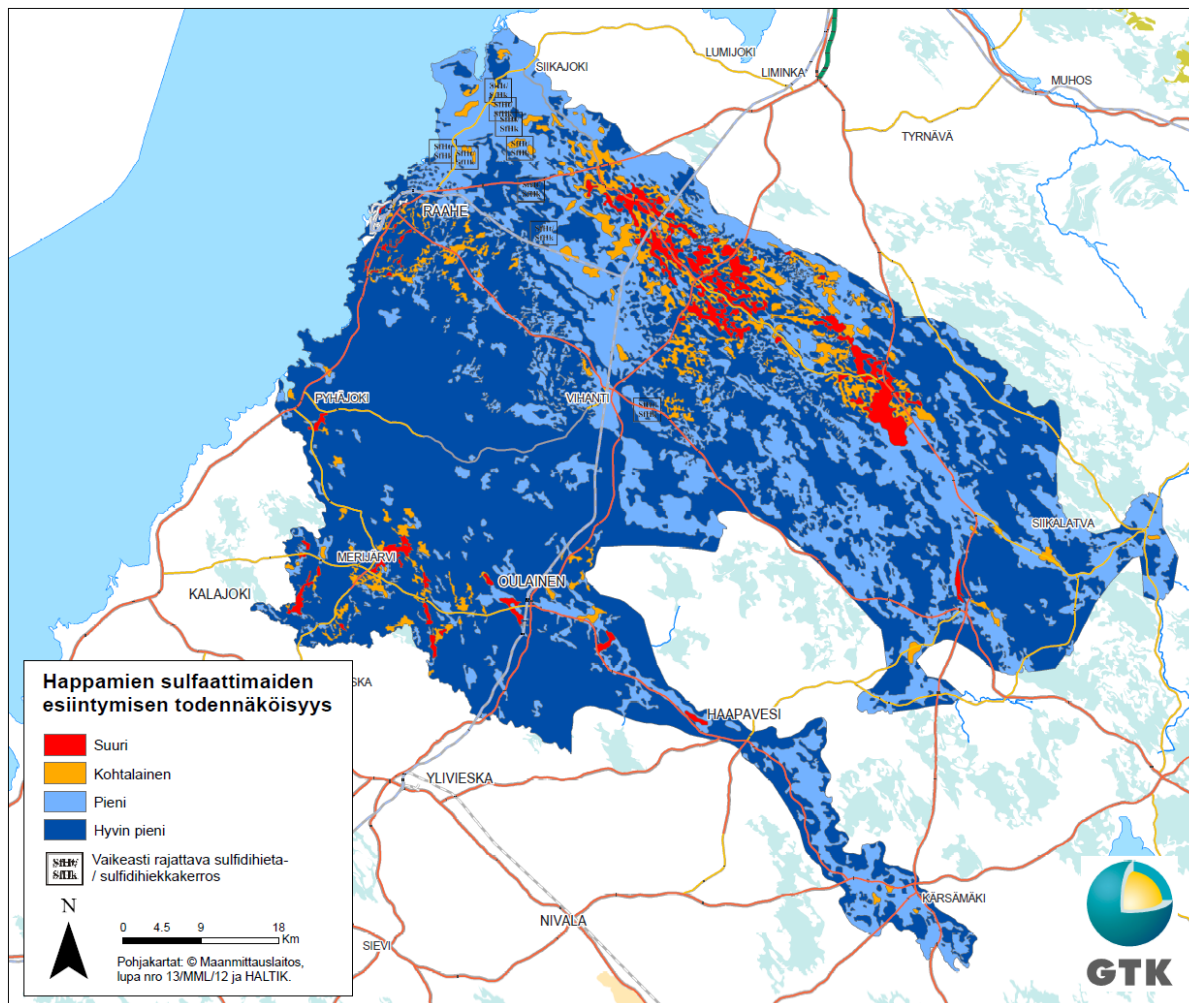 SIIKAJOKI
LUMIJOKI
LIMINKA
MUHOS
TYRNÄVÄ
RAAHE
PYHÄJOKI
VIHANTI
SIIKALATVA
MERIJÄRVI
KALAJOKI
OULAINEN
HAAPAVESI
YLIVIESKA
KÄRSÄMÄKI
NIVALA
SIEVI
SKA
Happamien sulfaattimaiden
esiintymisen todennäköisyys
Suuri
Kohtalainen
Pieni
Hyvin pieni
Vaikeasti rajattava sulfidihieta-
/ sulfidihiekkakerros
N
0 4.5 9 18
Km
Pohjakartat: © Maanmittauslaitos,
lupa nro 13/MML/12 ja HALTIK.
GTK